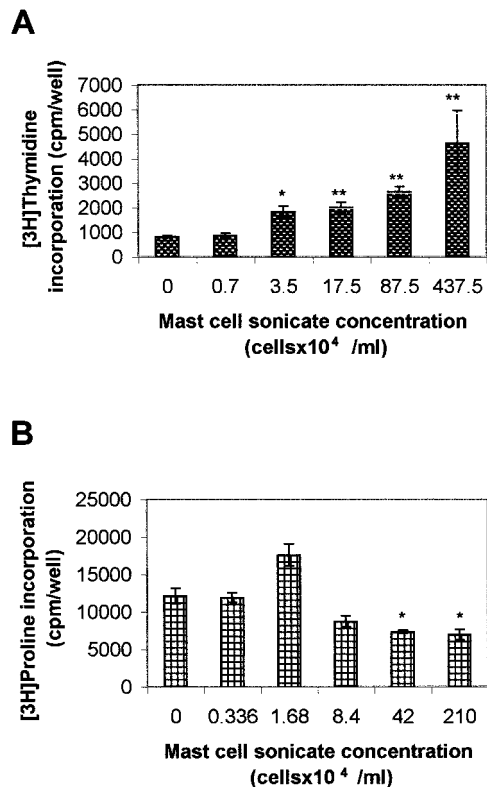 A
[3H]Thymidine
incorporation (cpm/well)
7000
6000
5000
4000
3000
2000
1000
0
*
**
**
**
0 0.7 3.5 17.5 87.5 437.5
Mast cell sonicate concentration
(cellsx10⁴ /ml)
B
[3H]Proline incorporation
(cpm/well)
25000
20000
15000
10000
5000
0
* *
0 0.336 1.68 8.4 42 210
Mast cell sonicate concentration
(cellsx10⁴ /ml)